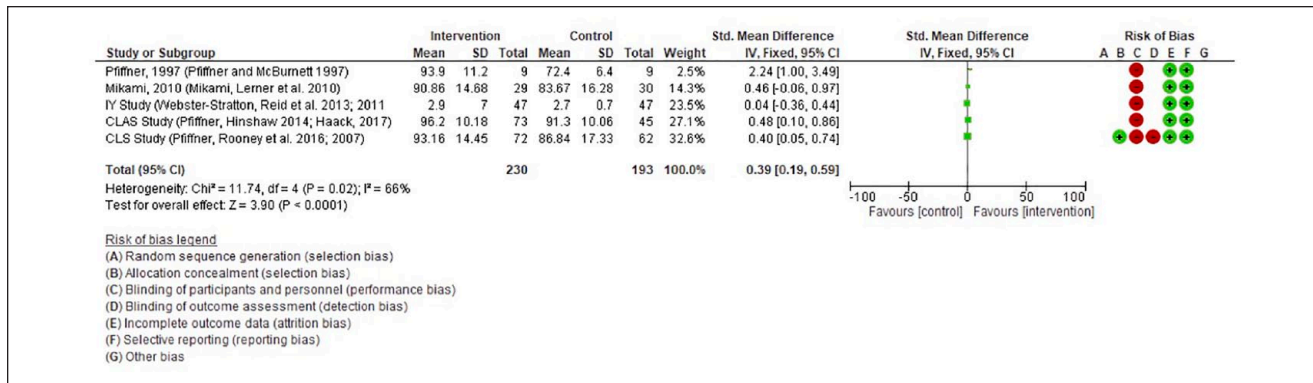 Intervention Control Std. Mean Difference Std. Mean Difference Risk of Bias
Study or Subgroup Mean SD Total Mean SD Total Weight IV, Fixed, 95% CI IV, Fixed, 95% CI A B C D E F G
Pfiffner, 1997 (Pfiffner and McBurnett 1997) 93.9 11.2 9 72.4 6.4 9 2.5% 2.24 [1.00, 3.49]
Mikami, 2010 (Mikami, Lerner et al. 2010) 90.86 14.68 29 83.67 16.28 30 14.3% 0.46 [-0.06, 0.97]
IY Study (Webster-Stratton, Reid et al. 2013; 2011 2.9 7 47 2.7 0.7 47 23.5% 0.04 [-0.36, 0.44]
CLAS Study (Pfiffner, Hinshaw 2014; Haack, 2017) 96.2 10.18 73 91.3 10.06 45 27.1% 0.48 [0.10, 0.86]
CLS Study (Pfiffner, Rooney et al. 2016; 2007) 93.16 14.45 72 86.84 17.33 62 32.6% 0.40 [0.05, 0.74]
Total (95% CI) 230 193 100.0% 0.39 [0.19, 0.59]
Heterogeneity: Chi² = 11.74, df = 4 (P = 0.02); I² = 66%
Test for overall effect: Z = 3.90 (P < 0.0001)
-100 -50 0 50 100
Favours [control] Favours [intervention]
Risk of bias legend
(A) Random sequence generation (selection bias)
(B) Allocation concealment (selection bias)
(C) Blinding of participants and personnel (performance bias)
(D) Blinding of outcome assessment (detection bias)
(E) Incomplete outcome data (attrition bias)
(F) Selective reporting (reporting bias)
(G) Other bias